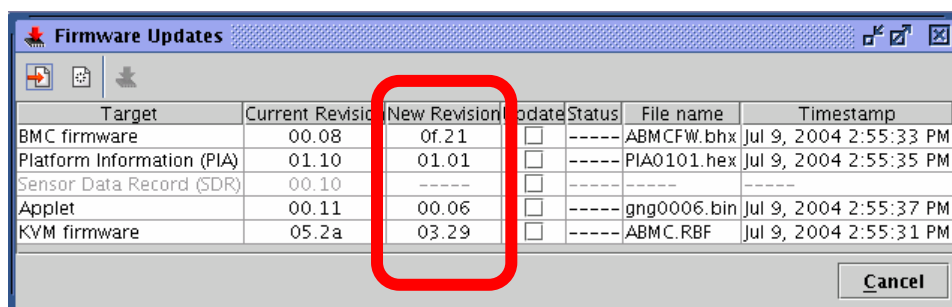 Firmware Updates
Target Current Revision New Revision Update Status File name Timestamp
BMC firmware 00.08 0f.21 ----- ABMCFW.bhx Jul 9, 2004 2:55:33 PM
Platform Information (PIA) 01.10 01.01 ----- PIA0101.hex Jul 9, 2004 2:55:35 PM
Sensor Data Record (SDR) 00.10 ----- ----- ----- -----
Applet 00.11 00.06 ----- gng0006.bin Jul 9, 2004 2:55:37 PM
KVM firmware 05.2a 03.29 ----- ABMC.RBF Jul 9, 2004 2:55:31 PM
Cancel